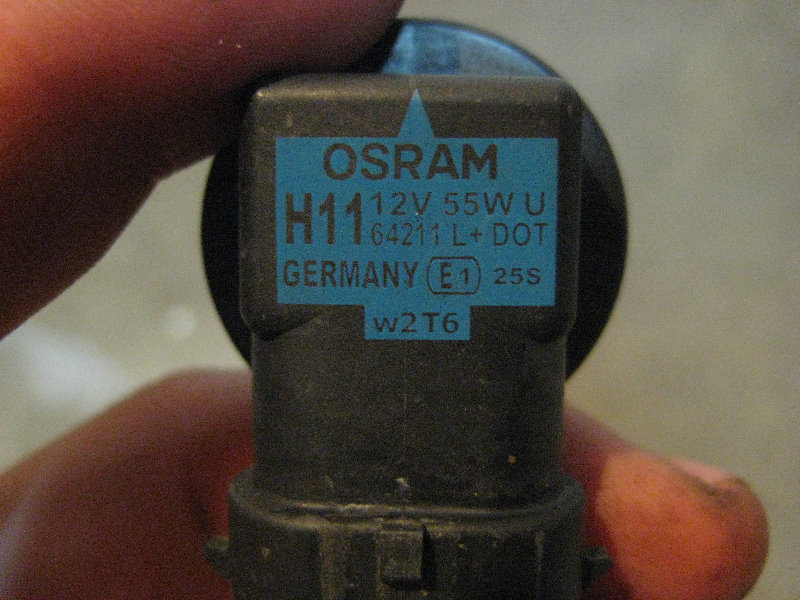 OSRAM
H11 12V 55W U
64211 L+ DOT
GERMANY E1 25S
w2T6